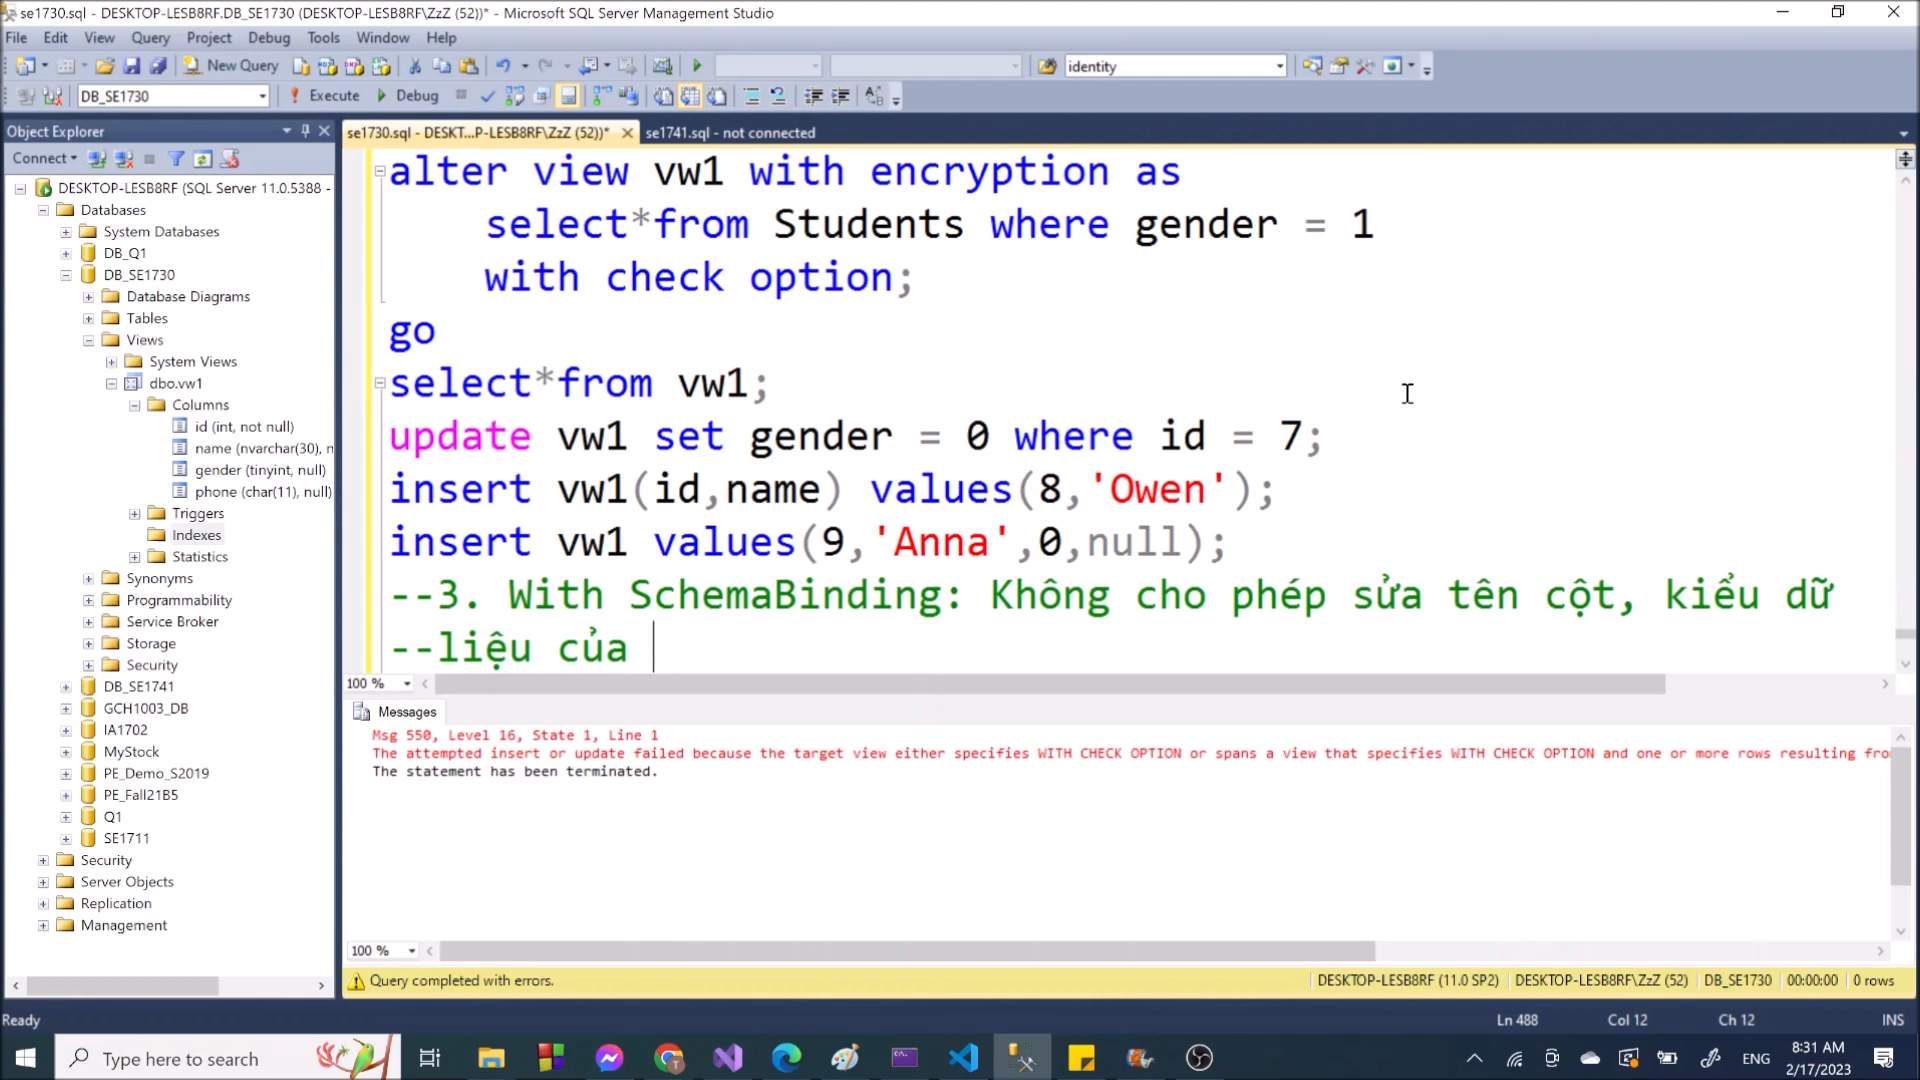 se1730.sql - DESKTOP-LESB8RF.DB_SE1730 (DESKTOP-LESB8RF\ZzZ (52))* - Microsoft SQL Server Management Studio
File Edit View Query Project Debug Tools Window Help
New Query identity
DB_SE1730 Execute Debug
Object Explorer
Connect
DESKTOP-LESB8RF (SQL Server 11.0.5388 -
Databases
System Databases
DB_Q1
DB_SE1730
Database Diagrams
Tables
Views
System Views
dbo.vw1
Columns
id (int, not null)
name (nvarchar(30), n
gender (tinyint, null)
phone (char(11), null)
Triggers
Indexes
Statistics
Synonyms
Programmability
Service Broker
Storage
Security
DB_SE1741
GCH1003_DB
IA1702
MyStock
PE_Demo_S2019
PE_Fall21B5
Q1
SE1711
Security
Server Objects
Replication
Management
se1730.sql - DESKT...P-LESB8RF\ZzZ (52))* se1741.sql - not connected
alter view vw1 with encryption as
select*from Students where gender = 1
with check option;
go
select*from vw1;
update vw1 set gender = 0 where id = 7;
insert vw1(id,name) values(8,'Owen');
insert vw1 values(9,'Anna',0,null);
--3. With SchemaBinding: Không cho phép sửa tên cột, kiểu dữ
--liệu của
100 %
Messages
Msg 550, Level 16, State 1, Line 1
The attempted insert or update failed because the target view either specifies WITH CHECK OPTION or spans a view that specifies WITH CHECK OPTION and one or more rows resulting fro
The statement has been terminated.
100 %
Query completed with errors. DESKTOP-LESB8RF (11.0 SP2) DESKTOP-LESB8RF\ZzZ (52) DB_SE1730 00:00:00 0 rows
Ready Ln 488 Col 12 Ch 12 INS
Type here to search ENG 8:31 AM
2/17/2023